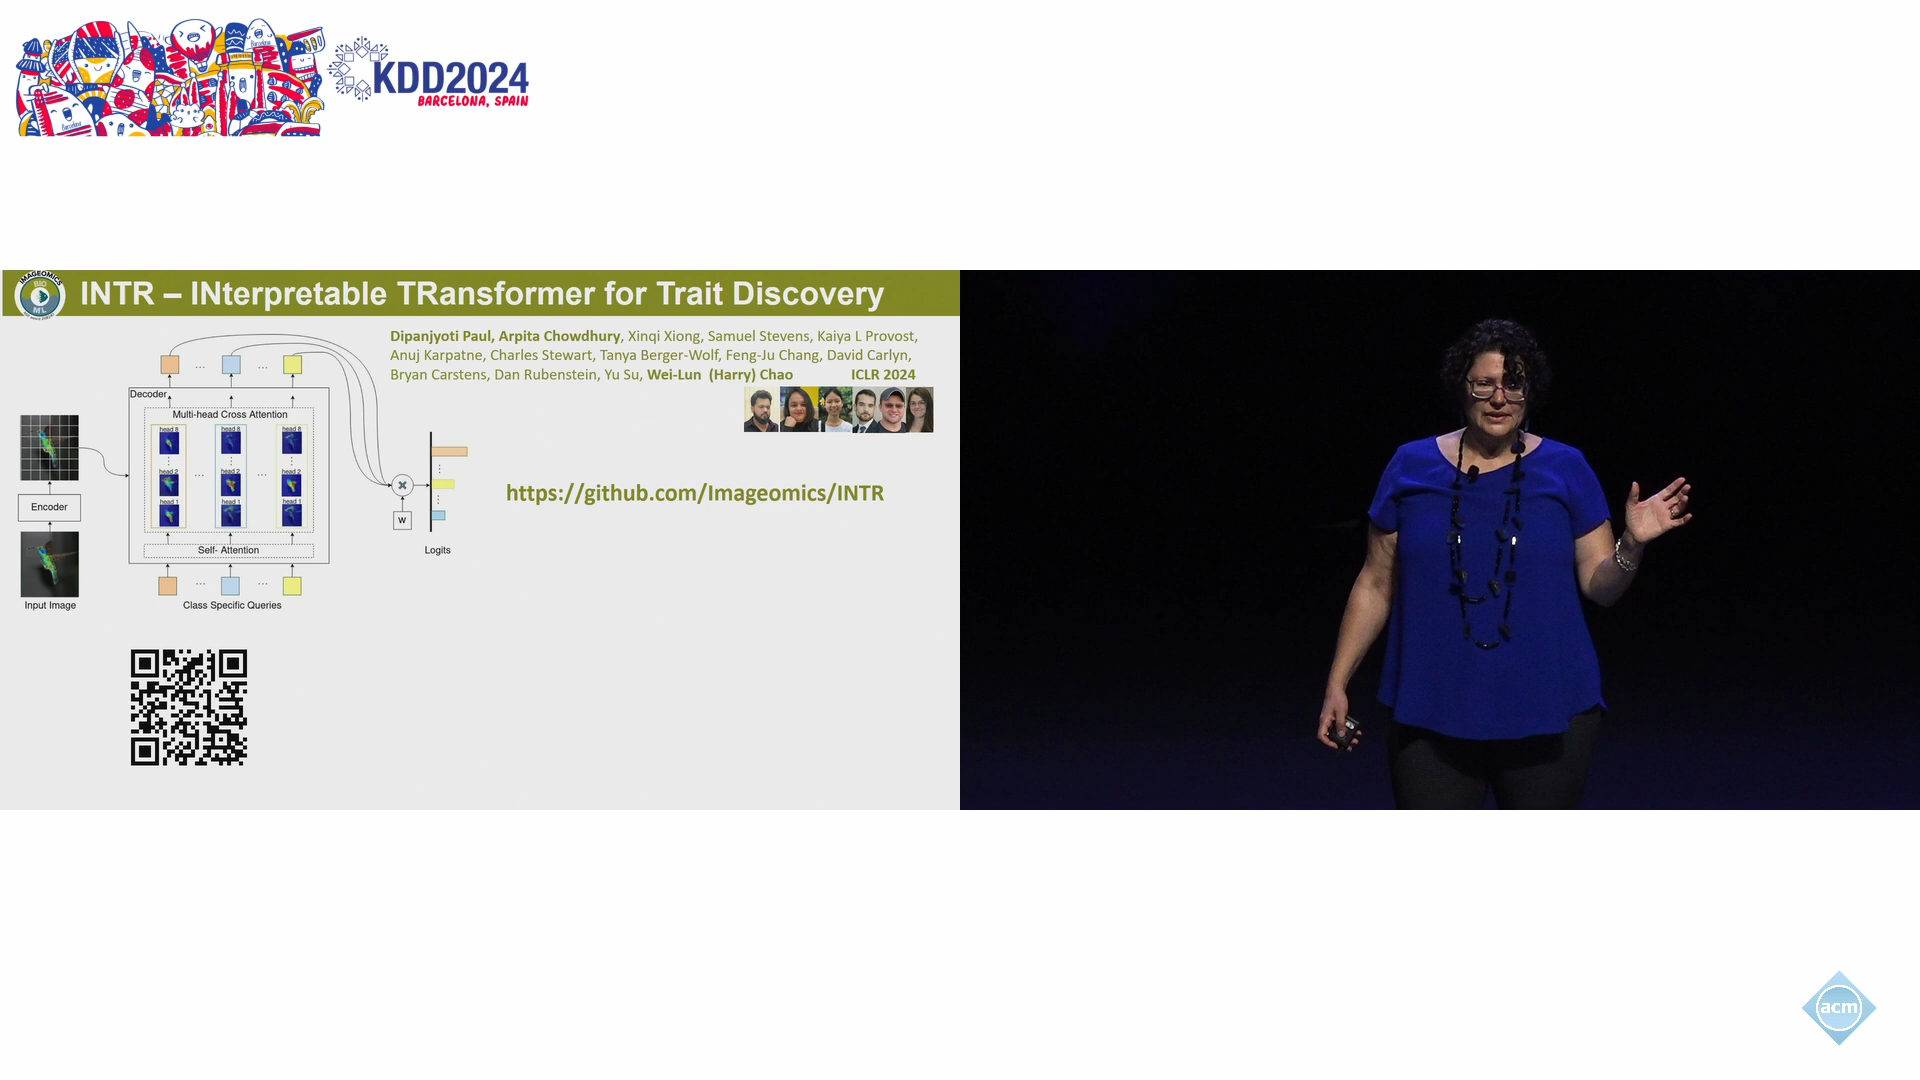 KDD2024
BARCELONA, SPAIN
IMAGEOMICS
BIO
ML
INTR – INterpretable TRansformer for Trait Discovery
Dipanjyoti Paul, Arpita Chowdhury, Xinqi Xiong, Samuel Stevens, Kaiya L Provost,
Anuj Karpatne, Charles Stewart, Tanya Berger-Wolf, Feng-Ju Chang, David Carlyn,
Bryan Carstens, Dan Rubenstein, Yu Su, Wei-Lun (Harry) Chao ICLR 2024
... ...
Decoder
Multi-head Cross Attention
head 8 head 8 head 8
head 2 head 2 head 2
head 1 head 1 head 1
Self- Attention
... ...
Class Specific Queries
Encoder
Input Image
w
Logits
https://github.com/Imageomics/INTR
acm